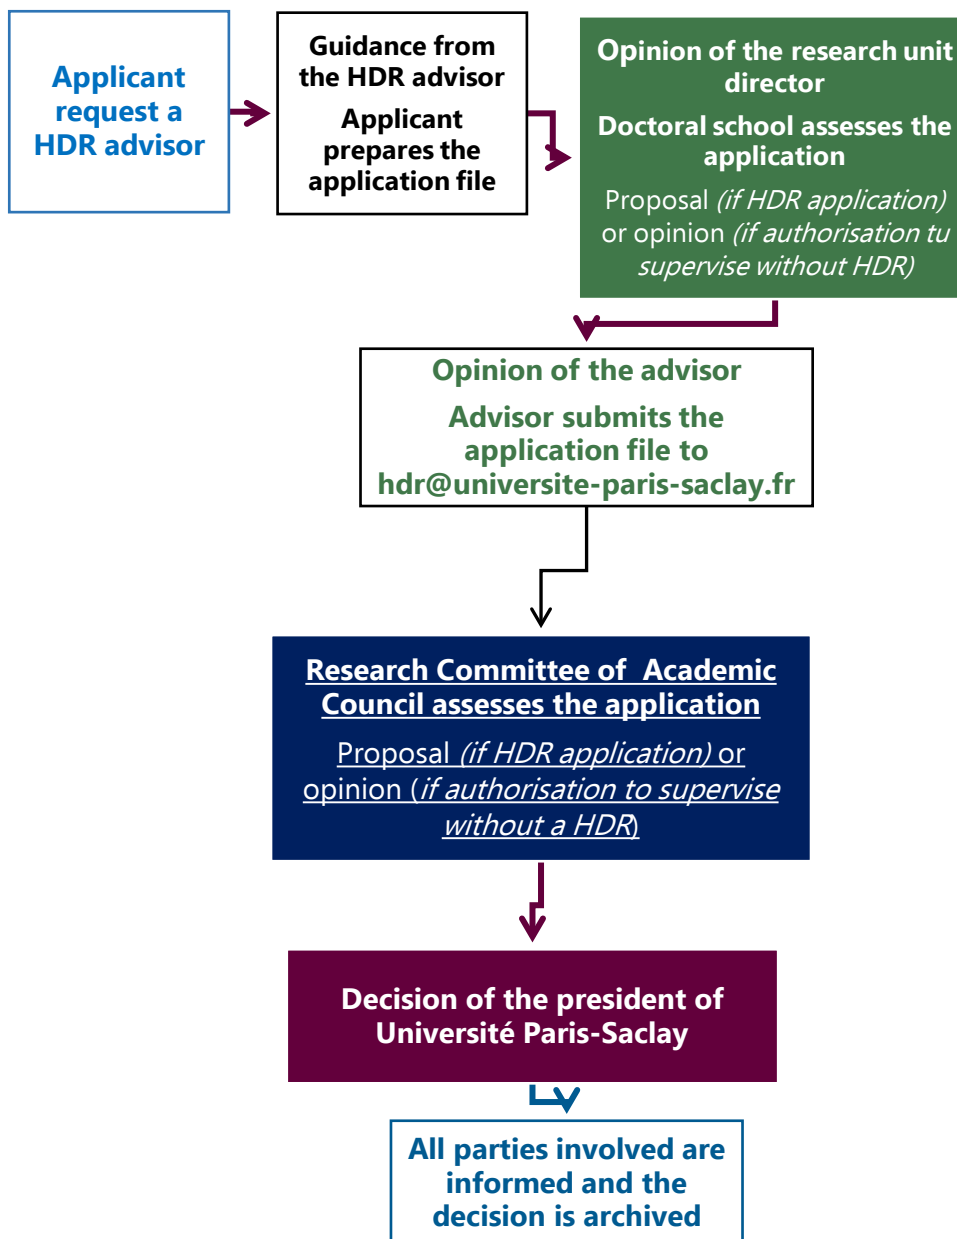 Applicant
request a
HDR advisor
Guidance from
the HDR advisor
Applicant
prepares the
application file
Opinion of the research unit
director
Doctoral school assesses the
application
Proposal (if HDR application)
or opinion (if authorisation tu
supervise without HDR)
Opinion of the advisor
Advisor submits the
application file to
hdr@universite-paris-saclay.fr
Research Committee of Academic
Council assesses the application
Proposal (if HDR application) or
opinion (if authorisation to supervise
without a HDR)
Decision of the president of
Université Paris-Saclay
All parties involved are
informed and the
decision is archived